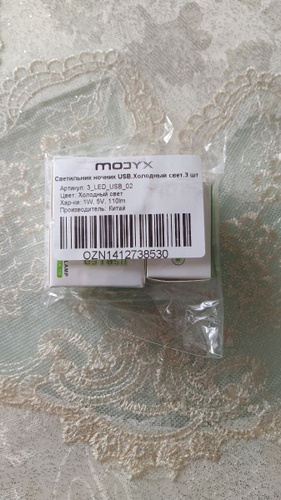 MOJYX
Светильник ночник USB.Холодный свет.3 шт
Артикул: 3_LED_USB_02
Цвет: Холодный свет
Хар-ки: 1W, 5V, 110lm
Производитель: Китай
OZN1412738530
LAMP